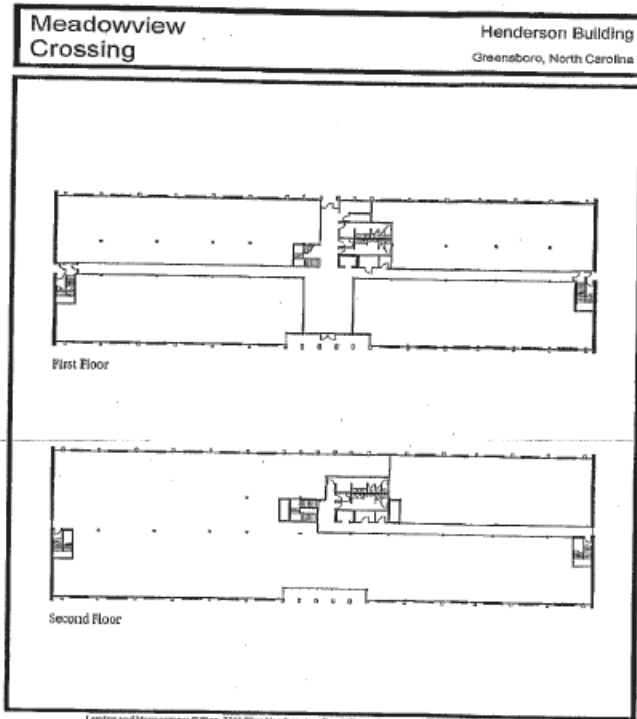 Meadowview
Crossing
Henderson Building
Greensboro, North Carolina
First Floor
Second Floor